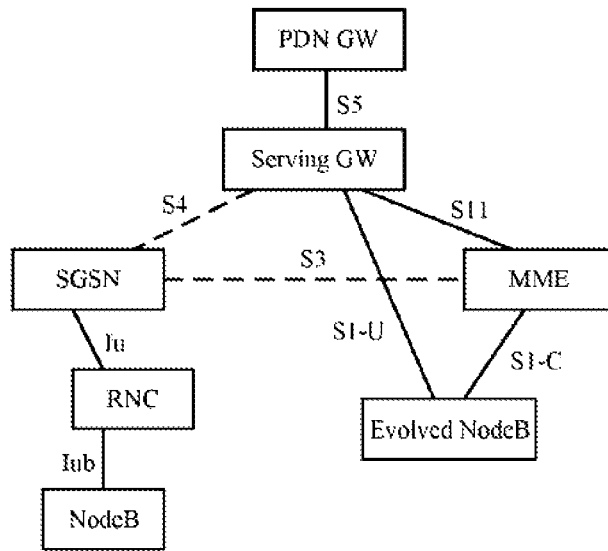 PDN GW
S5
Serving GW
S4
S11
SGSN
S3
MME
Iu
S1-U
S1-C
RNC
Evolved NodeB
Iub
NodeB